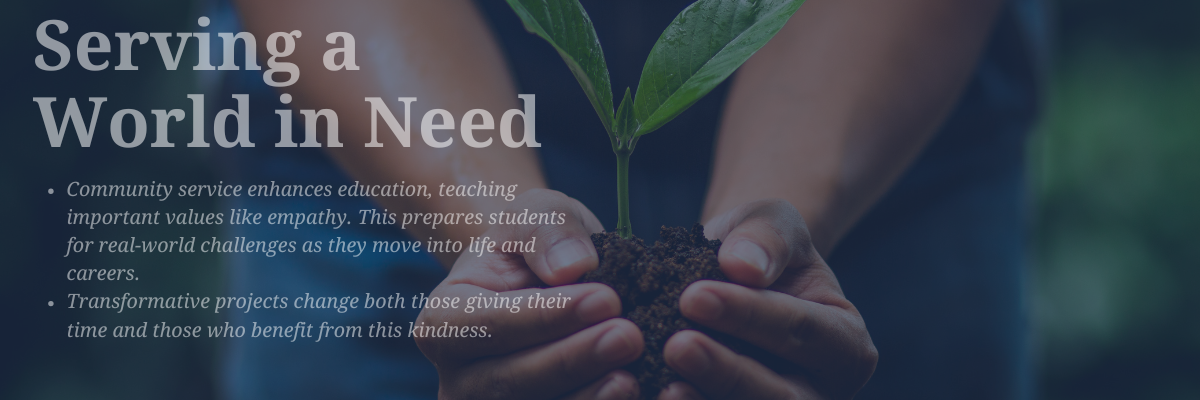 Serving a
World in Need
• Community service enhances education, teaching
important values like empathy. This prepares students
for real-world challenges as they move into life and
careers.
• Transformative projects change both those giving their
time and those who benefit from this kindness.